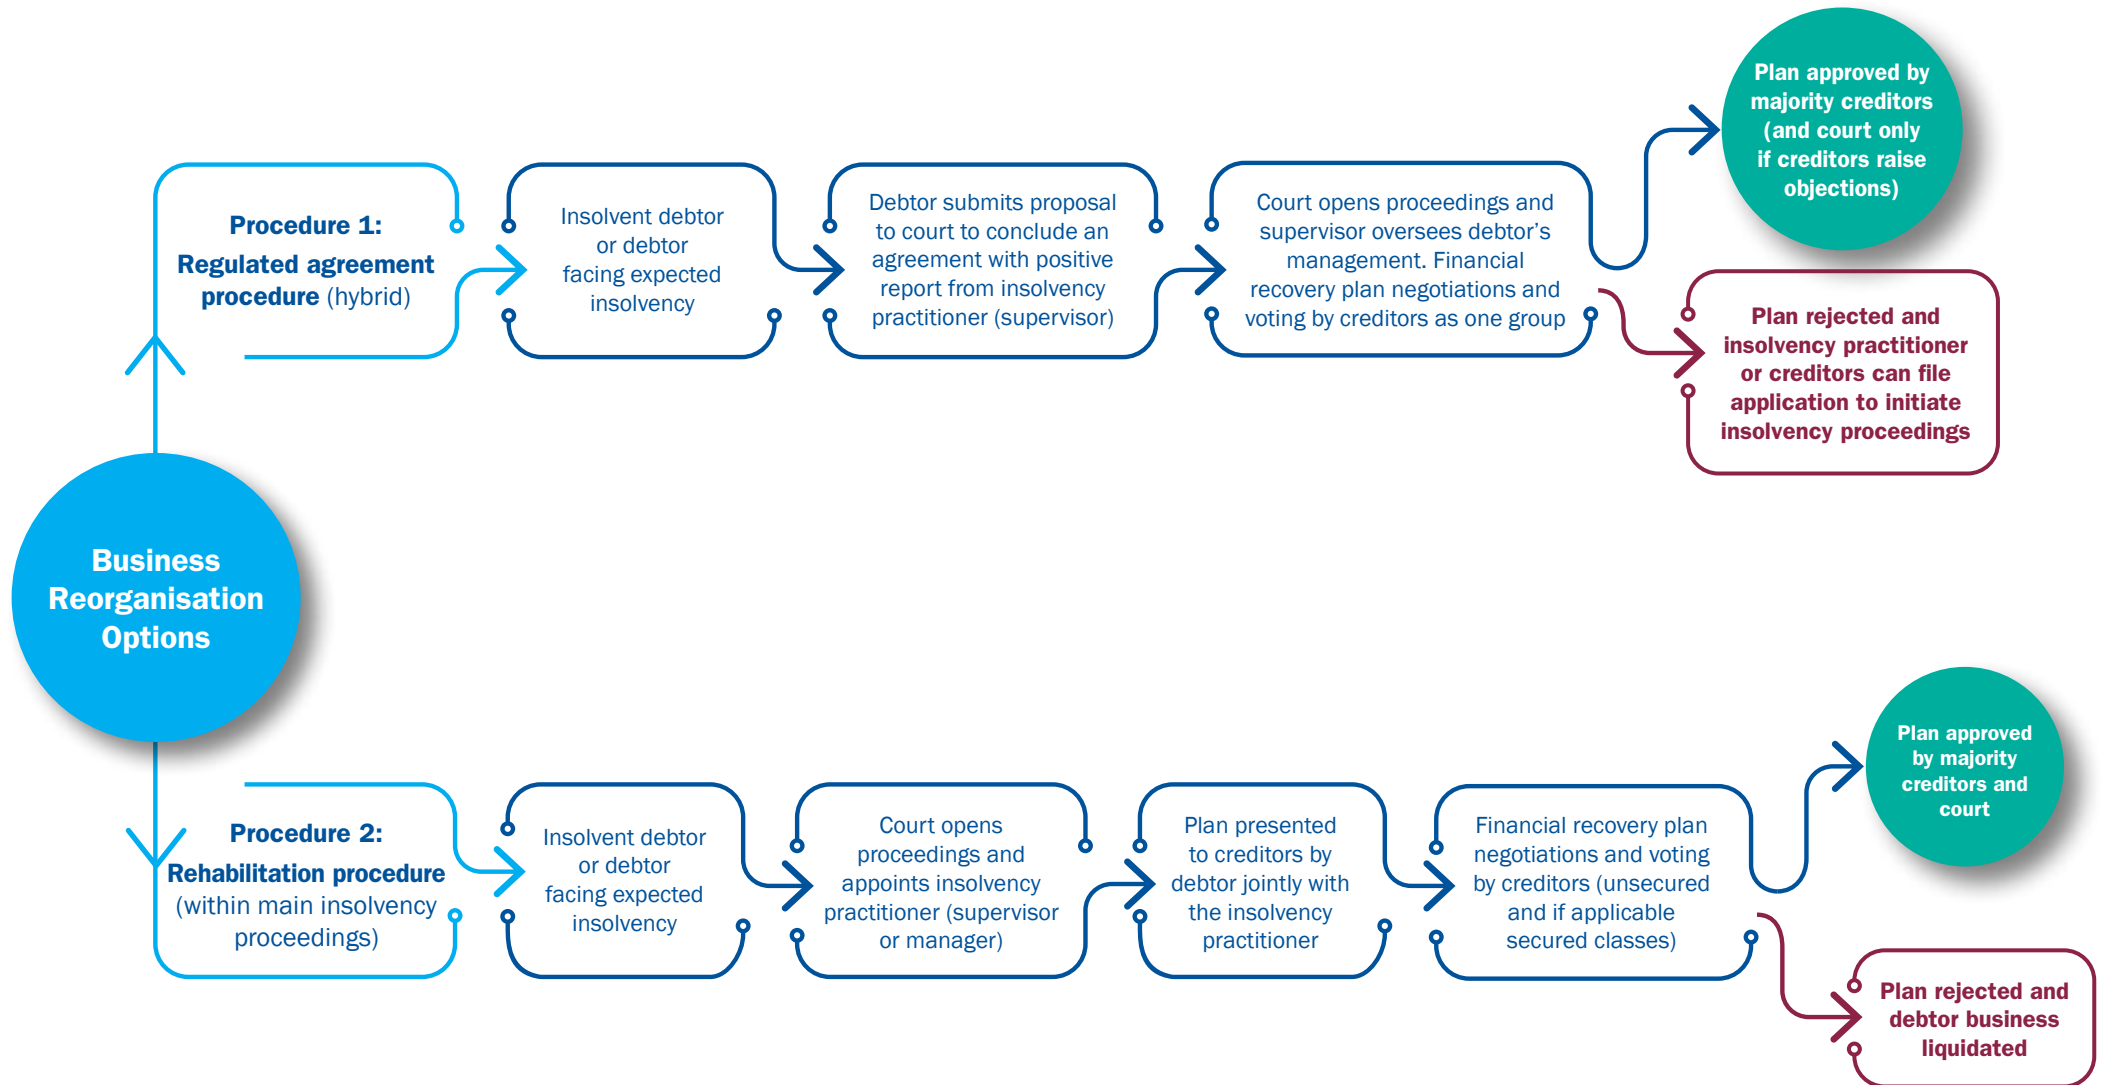 Business
Reorganisation
Options
Procedure 1:
Regulated agreement
procedure (hybrid)
Insolvent debtor
or debtor
facing expected
insolvency
Debtor submits proposal
to court to conclude an
agreement with positive
report from insolvency
practitioner (supervisor)
Court opens proceedings and
supervisor oversees debtor’s
management. Financial
recovery plan negotiations and
voting by creditors as one group
Plan approved by
majority creditors
(and court only
if creditors raise
objections)
Plan rejected and
insolvency practitioner
or creditors can file
application to initiate
insolvency proceedings
Procedure 2:
Rehabilitation procedure
(within main insolvency
proceedings)
Insolvent debtor
or debtor
facing expected
insolvency
Court opens
proceedings and
appoints insolvency
practitioner (supervisor
or manager)
Plan presented
to creditors by
debtor jointly with
the insolvency
practitioner
Financial recovery plan
negotiations and voting
by creditors (unsecured
and if applicable
secured classes)
Plan approved
by majority
creditors and
court
Plan rejected and
debtor business
liquidated